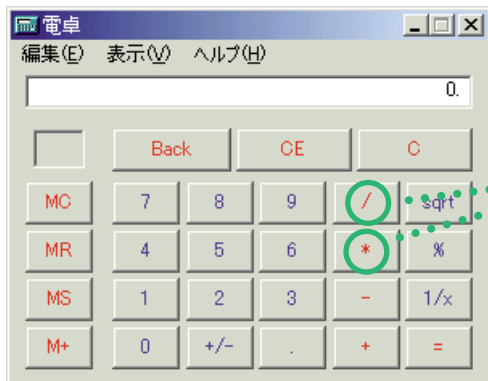 電卓
編集(E) 表示(V) ヘルプ(H)
0.
Back CE C
MC 7 8 9 / sqrt
MR 4 5 6 * %
MS 1 2 3 - 1/x
M+ 0 +/- . + =